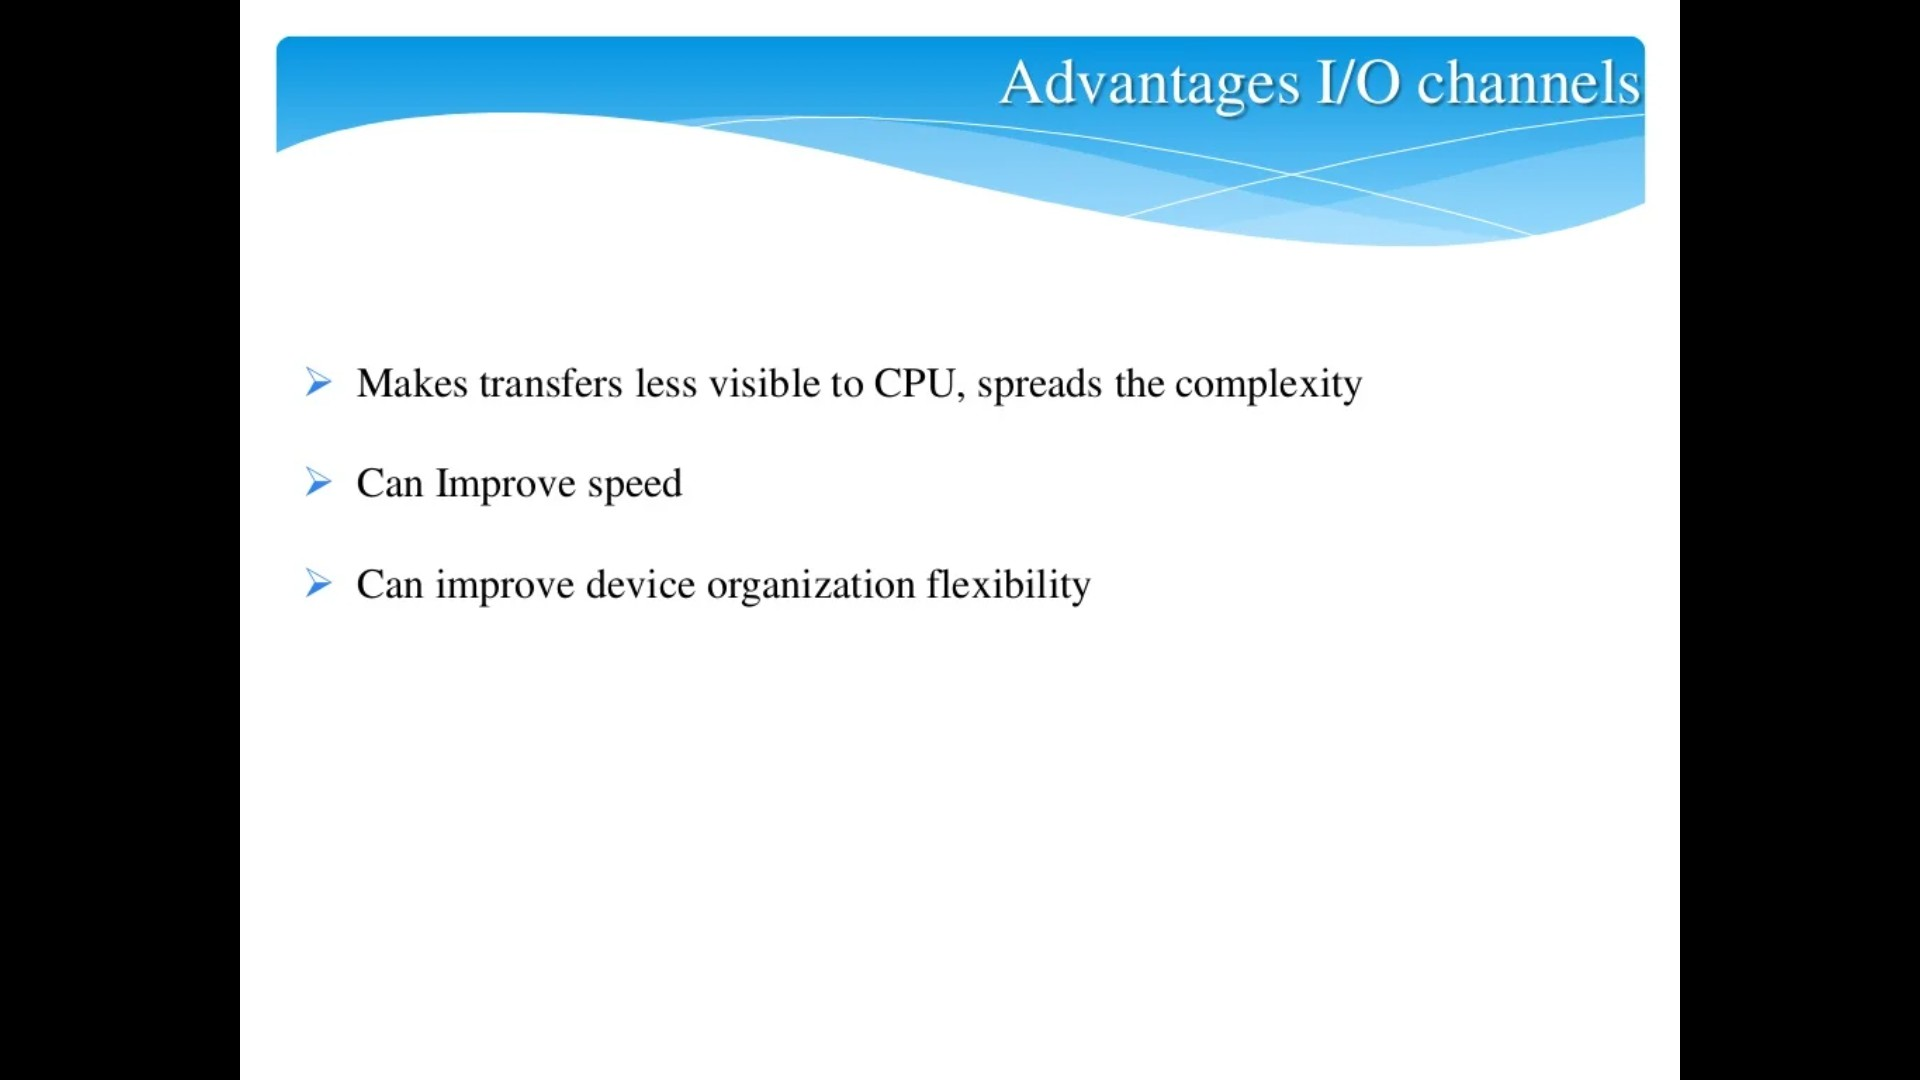 Advantages I/O channels
Makes transfers less visible to CPU, spreads the complexity
Can Improve speed
Can improve device organization flexibility